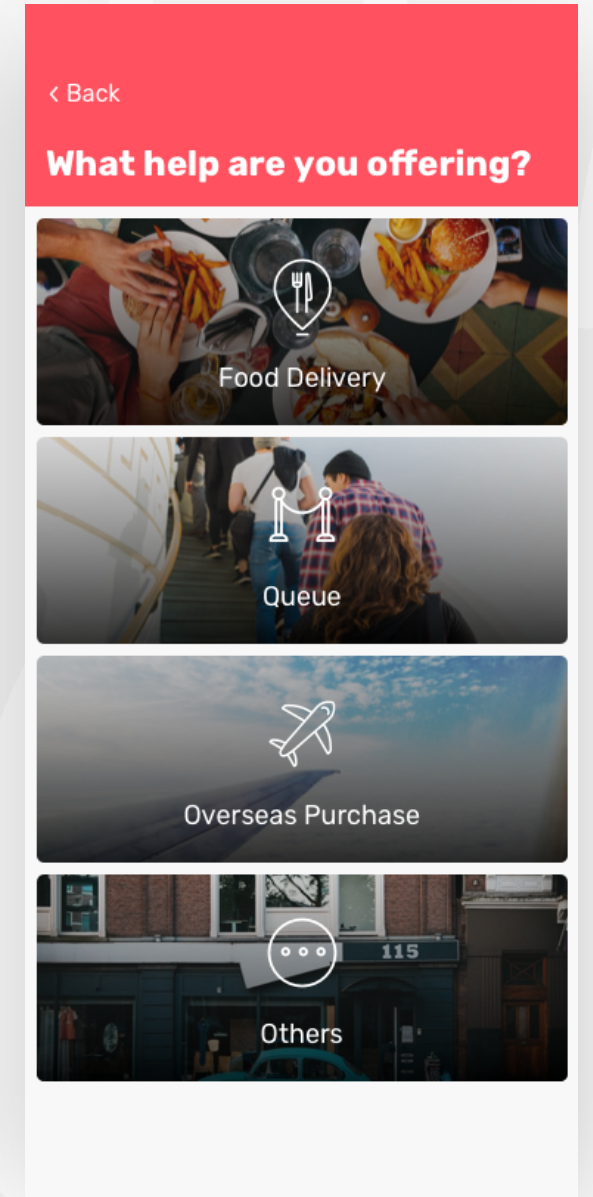 Back
What help are you offering?
Food Delivery
Queue
Overseas Purchase
115
Others